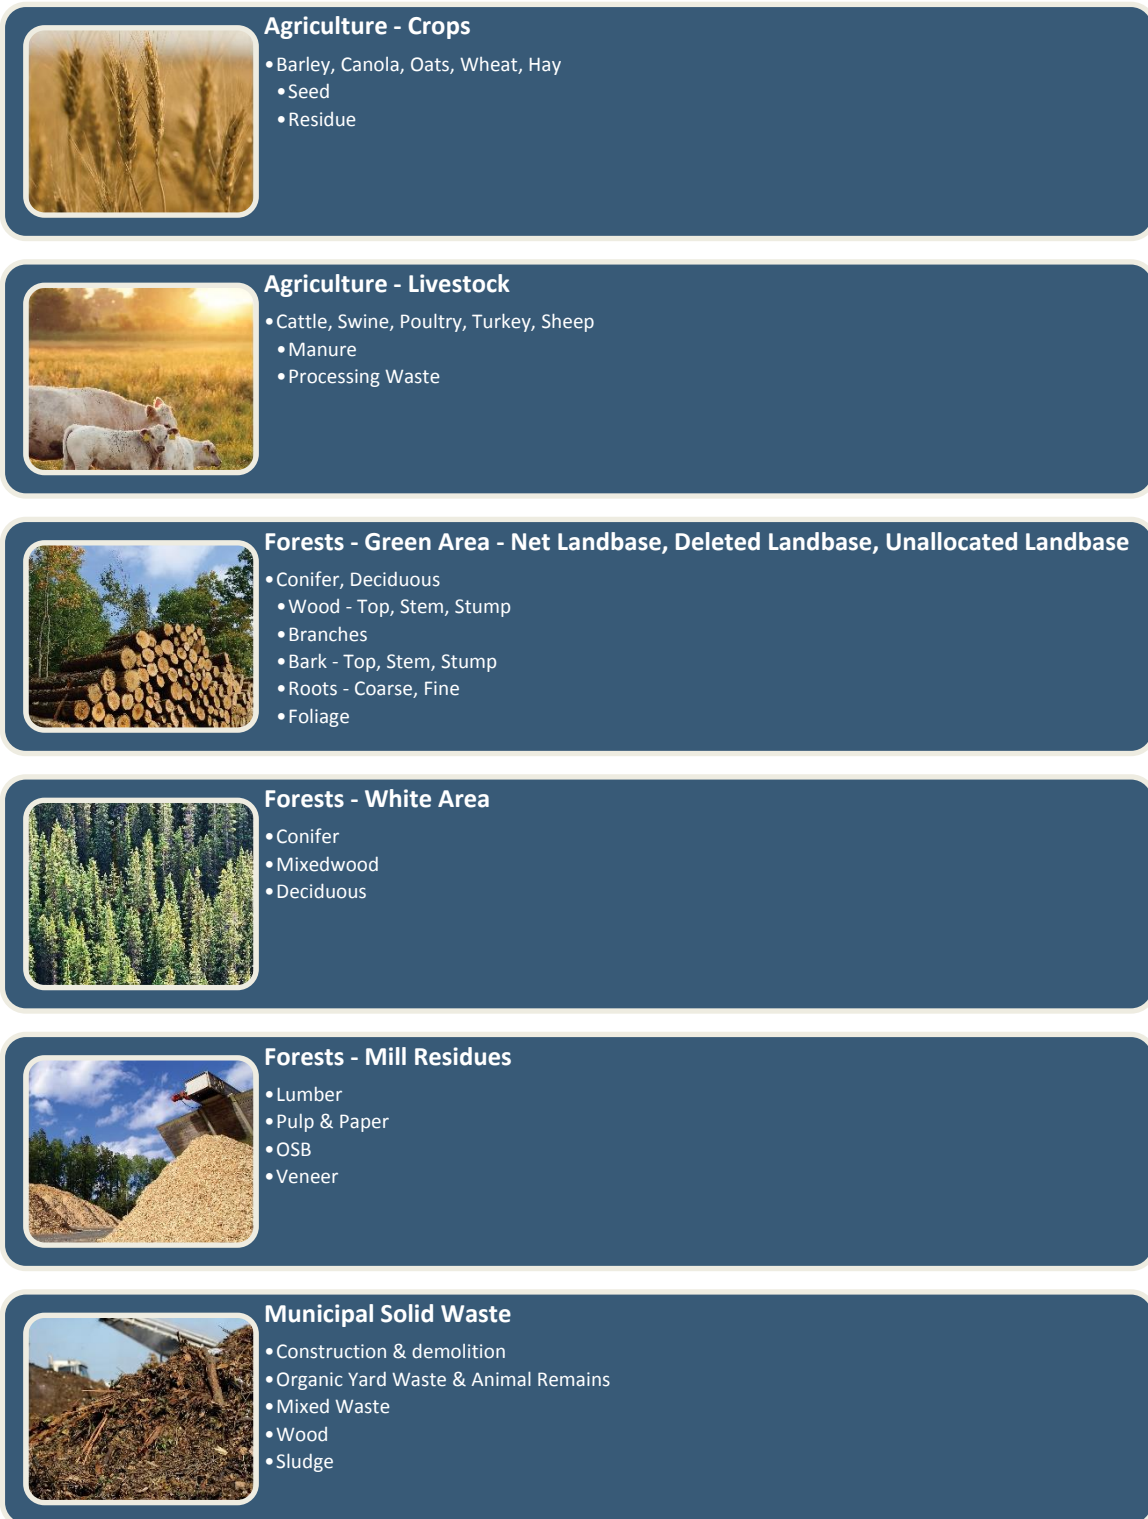 Agriculture - Crops
•Barley, Canola, Oats, Wheat, Hay
•Seed
•Residue
Agriculture - Livestock
•Cattle, Swine, Poultry, Turkey, Sheep
•Manure
•Processing Waste
Forests - Green Area - Net Landbase, Deleted Landbase, Unallocated Landbase
•Conifer, Deciduous
•Wood - Top, Stem, Stump
•Branches
•Bark - Top, Stem, Stump
•Roots - Coarse, Fine
•Foliage
Forests - White Area
•Conifer
•Mixedwood
•Deciduous
Forests - Mill Residues
•Lumber
•Pulp & Paper
•OSB
•Veneer
Municipal Solid Waste
•Construction & demolition
•Organic Yard Waste & Animal Remains
•Mixed Waste
•Wood
•Sludge